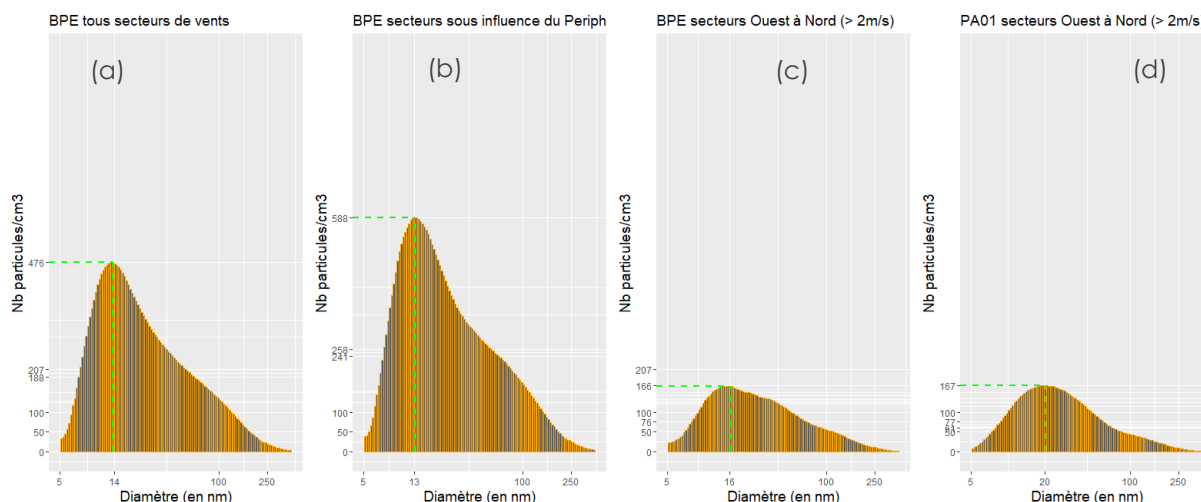 BPE tous secteurs de vents
(a)
Nb particules/cm3
476
207
188
100
50
0
5 14 100 250
Diamètre (en nm)
BPE secteurs sous influence du Periph
(b)
Nb particules/cm3
588
258
241
100
50
0
5 13 100 250
Diamètre (en nm)
BPE secteurs Ouest à Nord (> 2m/s)
(c)
Nb particules/cm3
207
166
100
76
50
0
5 16 100 250
Diamètre (en nm)
PA01 secteurs Ouest à Nord (> 2m/s
(d)
Nb particules/cm3
167
100
77
50
0
5 20 100 250
Diamètre (en nm)